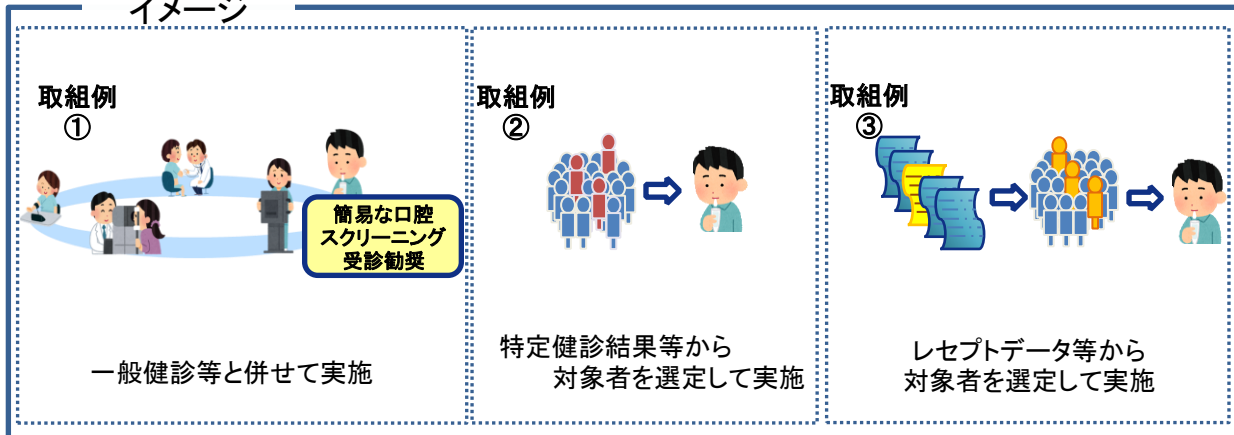 イメージ
取組例
①
簡易な口腔
スクリーニング
受診勧奨
一般健診等と併せて実施
取組例
②
特定健診結果等から
対象者を選定して実施
取組例
③
レセプトデータ等から
対象者を選定して実施